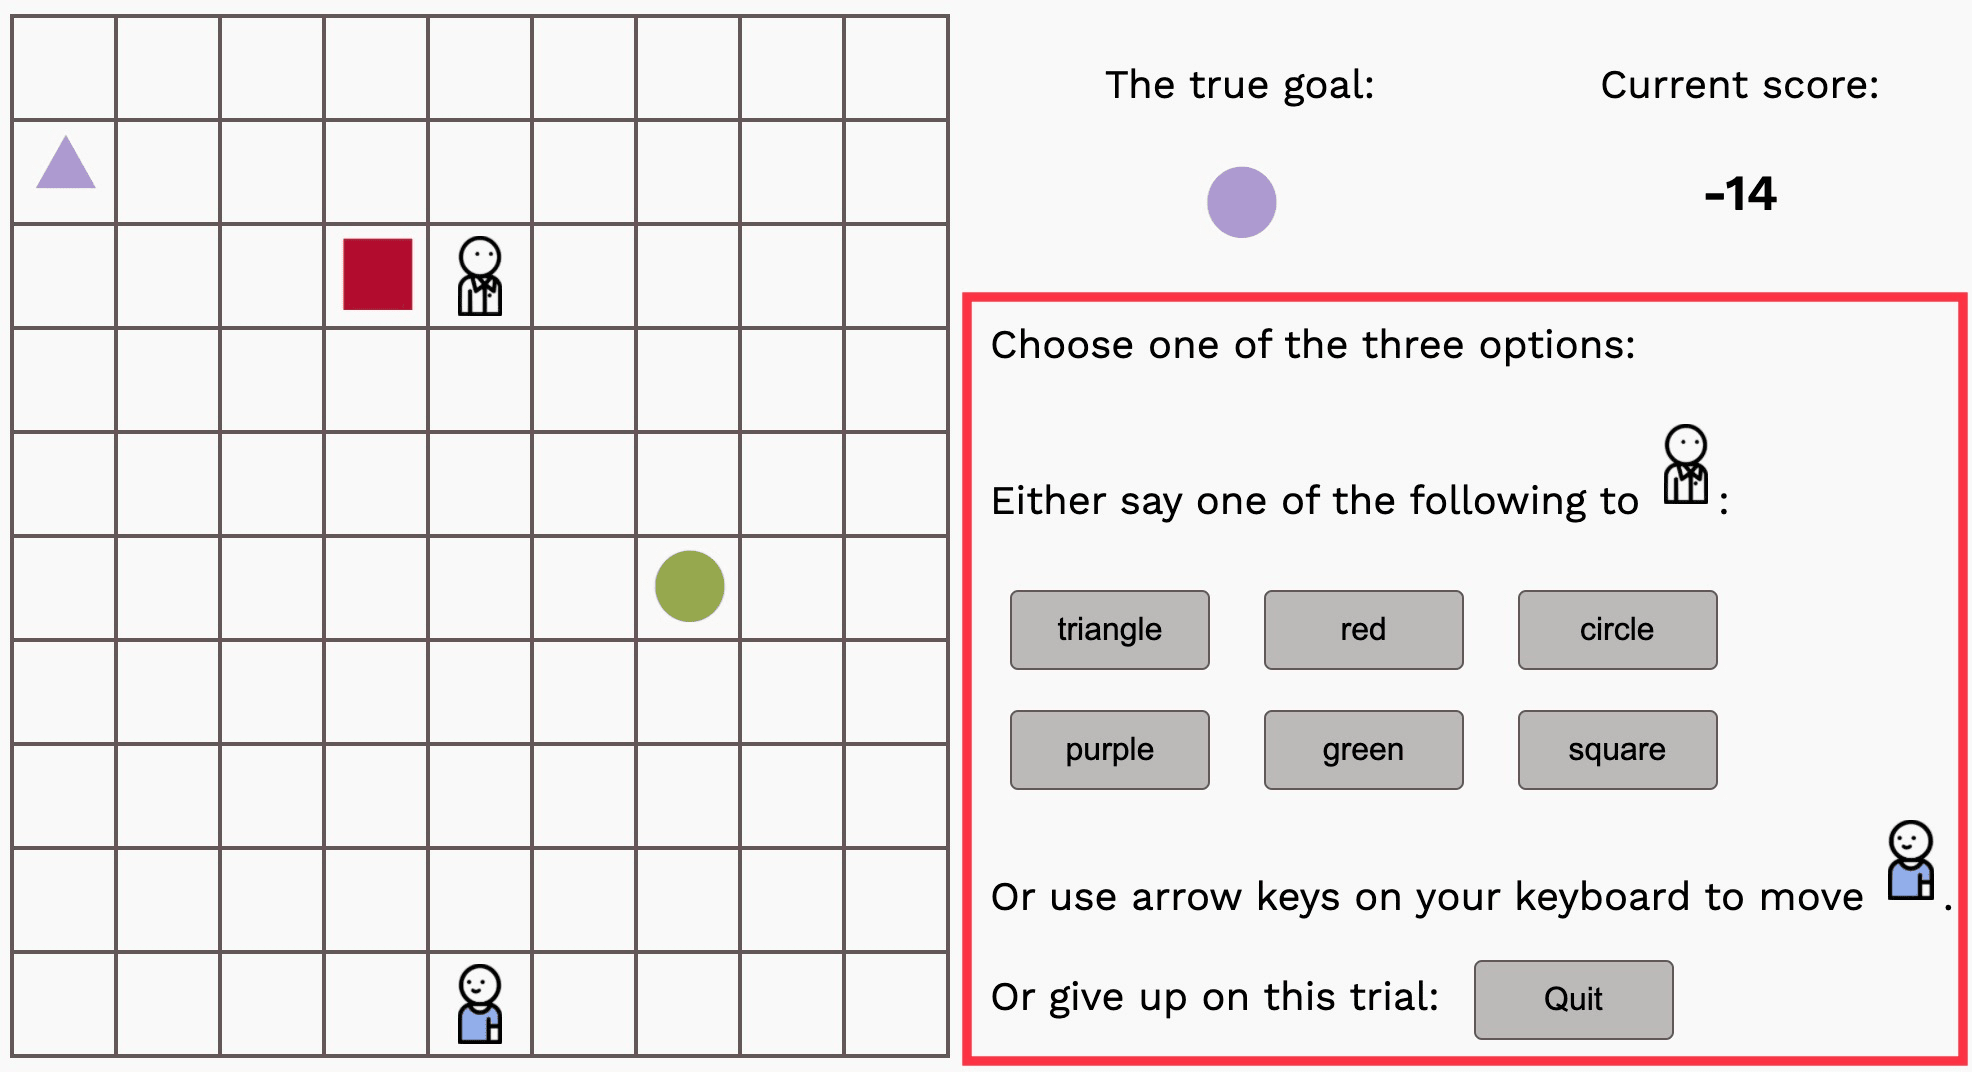 The true goal:
Current score:
-14
Choose one of the three options:
Either say one of the following to :
triangle
red
circle
purple
green
square
Or use arrow keys on your keyboard to move .
Or give up on this trial:
Quit